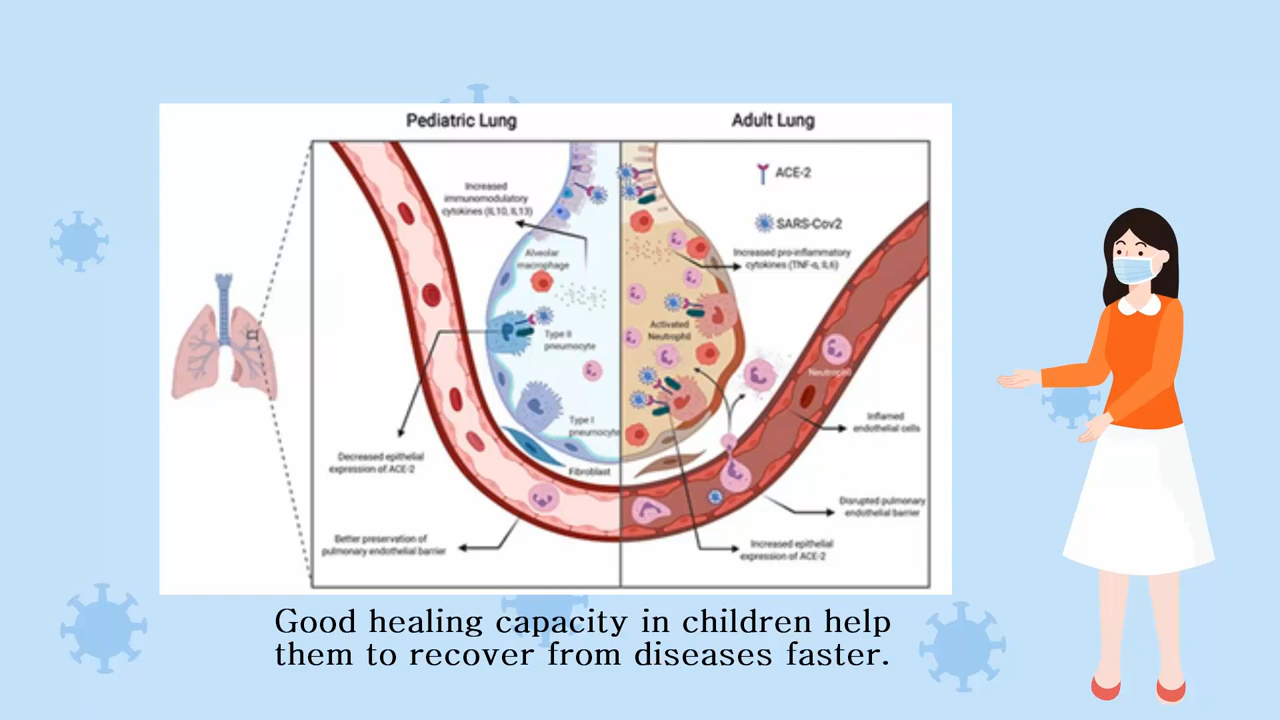 Pediatric Lung
Adult Lung
Increased
immunomodulatory
cytokines (IL10, IL13)
Alveolar
macrophage
Type II
pneumocyte
Type I
pneumocyte
Fibroblast
Decreased epithelial
expression of ACE-2
Better preservation of
pulmonary endothelial barrier
ACE-2
SARS-Cov2
Increased pro-inflammatory
cytokines (TNF-α, IL6)
Activated
Neutrophil
Neutrophil
Inflamed
endothelial cells
Disrupted pulmonary
endothelial barrier
Increased epithelial
expression of ACE-2
Good healing capacity in children help
them to recover from diseases faster.